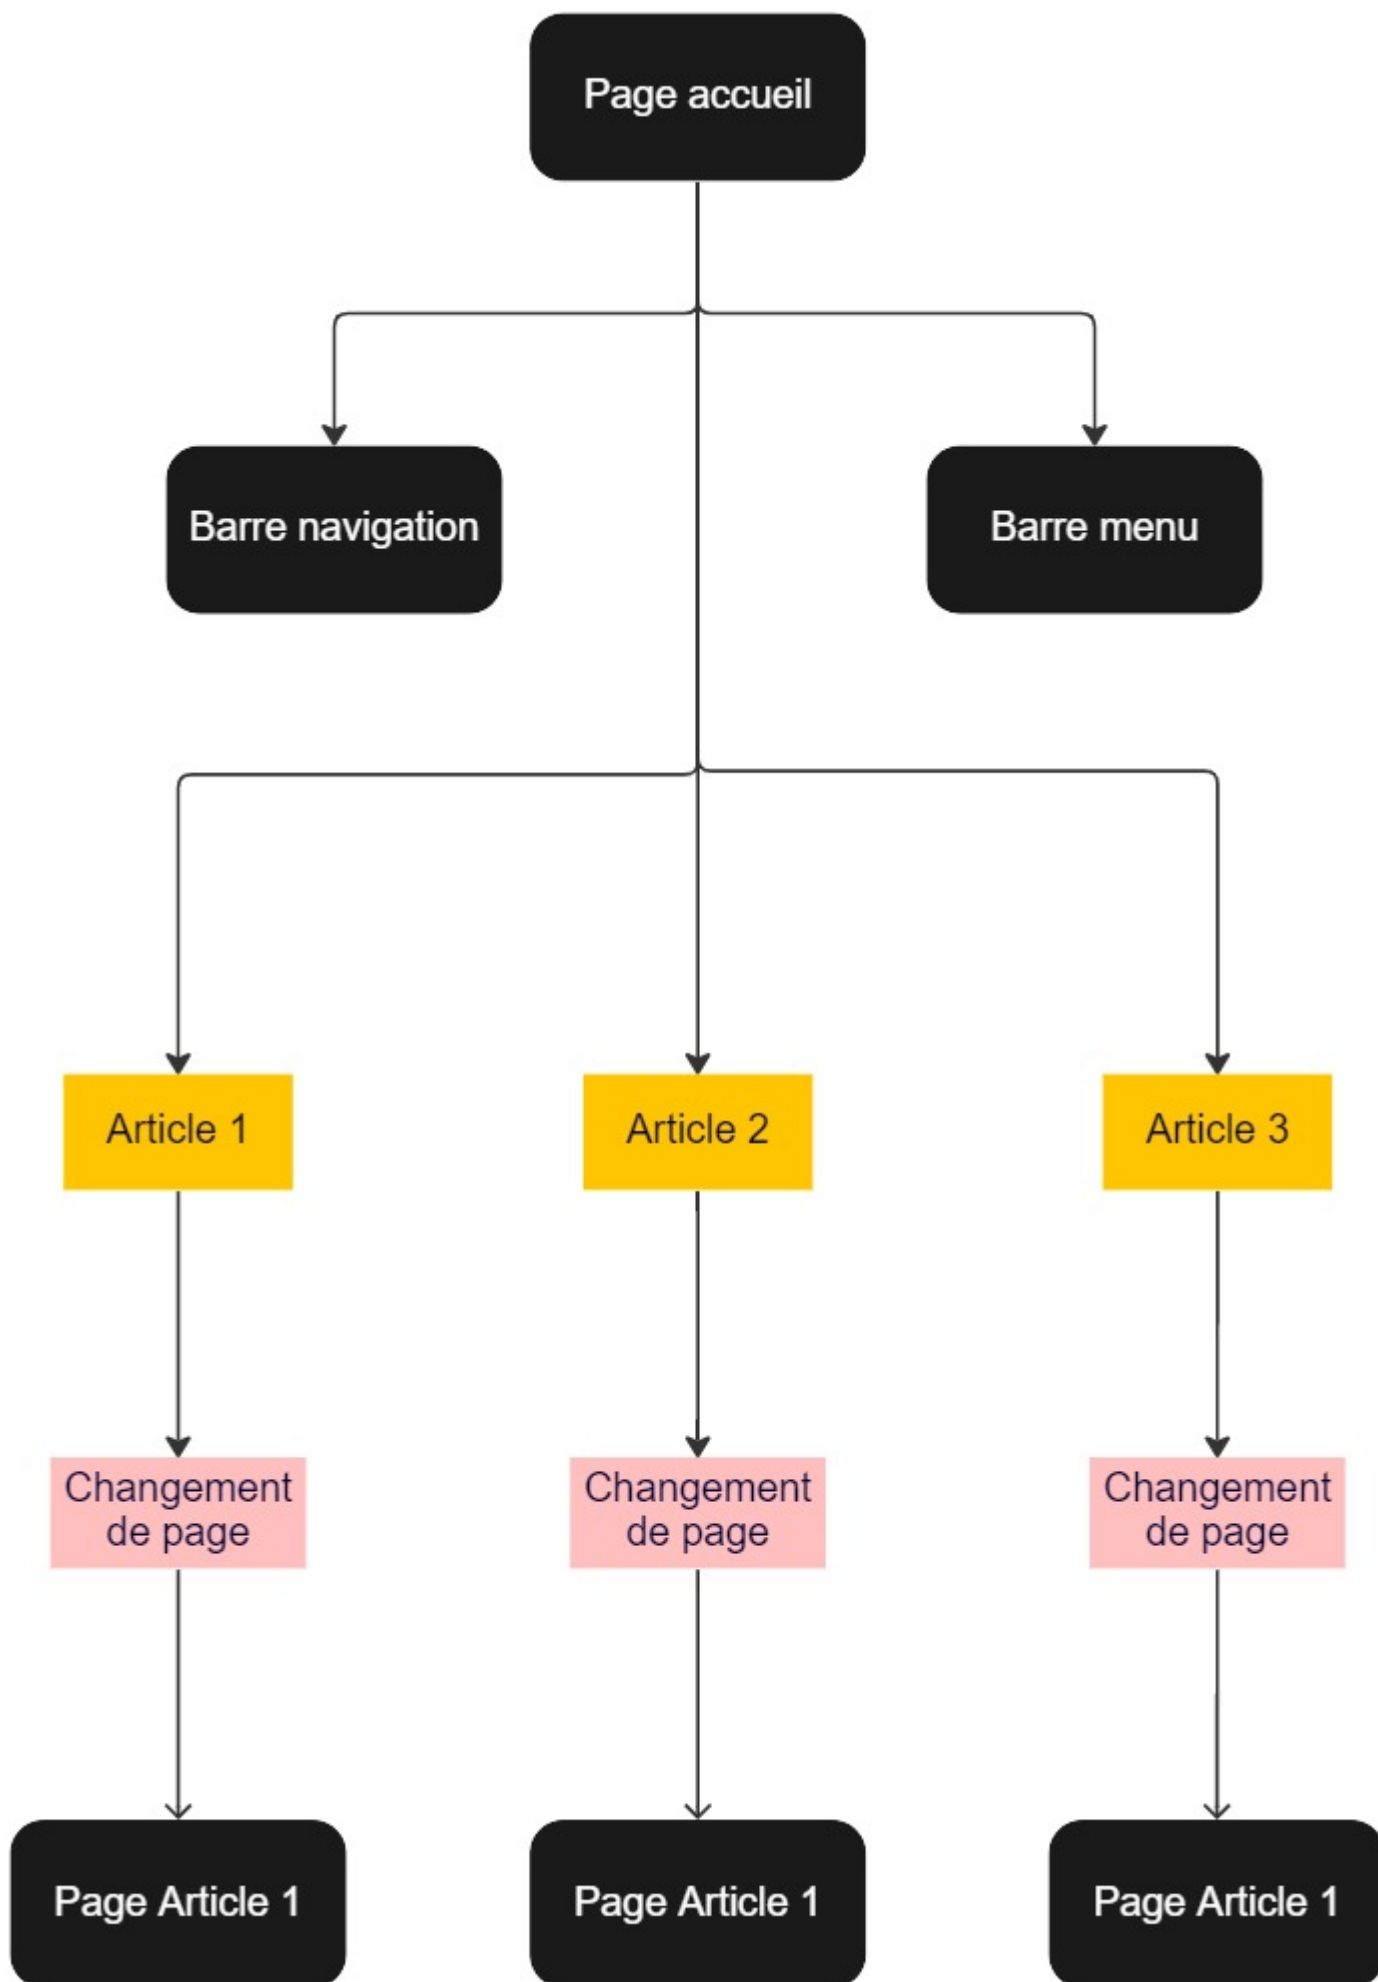 Page accueil
Barre navigation
Barre menu
Article 1
Article 2
Article 3
Changement
de page
Changement
de page
Changement
de page
Page Article 1
Page Article 1
Page Article 1